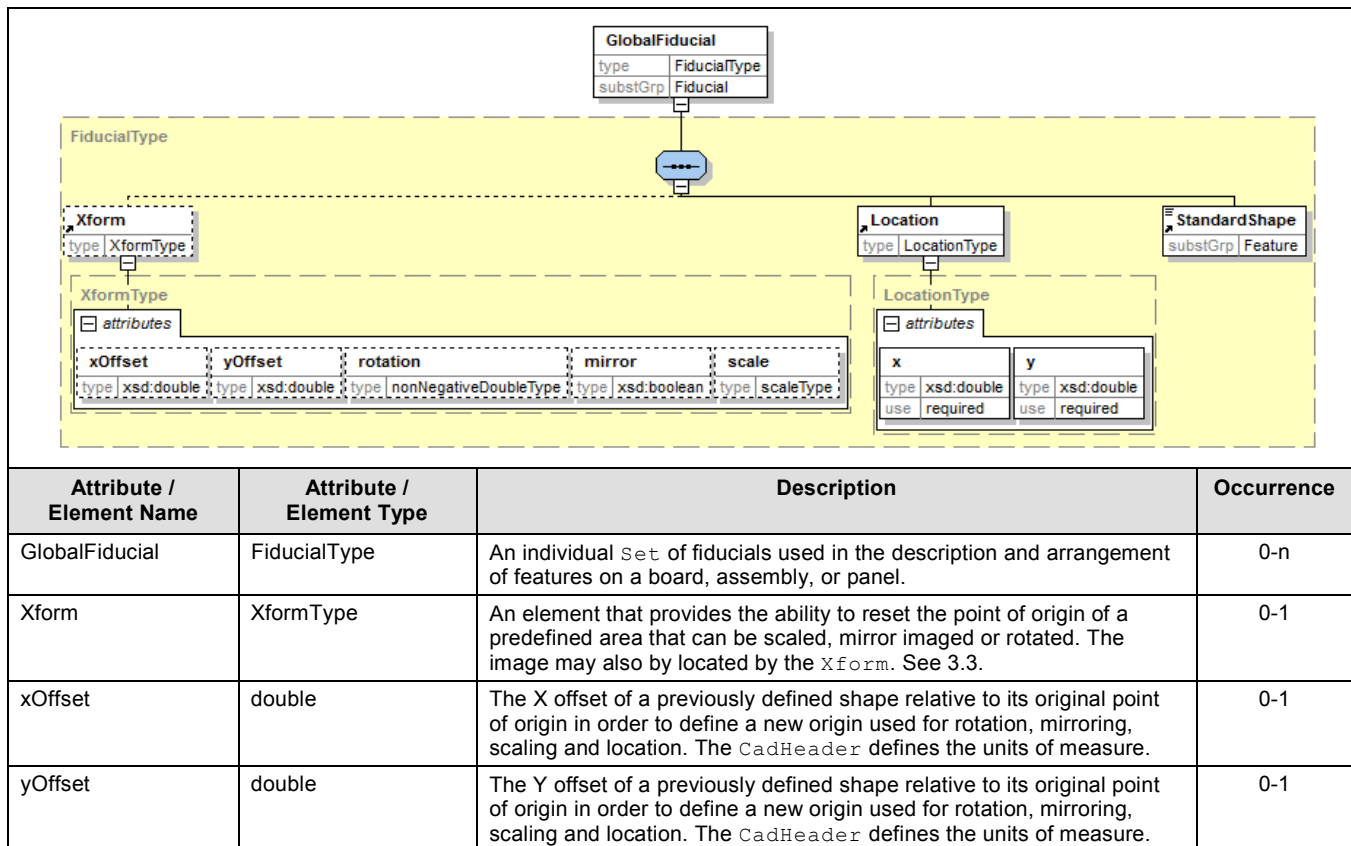 GlobalFiducial
type FiducialType
substGrp Fiducial
FiducialType
Xform
type XformType
Location
type LocationType
StandardShape
substGrp Feature
XformType
attributes
xOffset
type xsd:double
yOffset
type xsd:double
rotation
type nonNegativeDoubleType
mirror
type xsd:boolean
scale
type scaleType
LocationType
attributes
x
type xsd:double
use required
y
type xsd:double
use required
Attribute /
Element Name
Attribute /
Element Type
Description
Occurrence
GlobalFiducial
FiducialType
An individual Set of fiducials used in the description and arrangement
of features on a board, assembly, or panel.
0-n
Xform
XformType
An element that provides the ability to reset the point of origin of a
predefined area that can be scaled, mirror imaged or rotated. The
image may also by located by the Xform. See 3.3.
0-1
xOffset
double
The X offset of a previously defined shape relative to its original point
of origin in order to define a new origin used for rotation, mirroring,
scaling and location. The CadHeader defines the units of measure.
0-1
yOffset
double
The Y offset of a previously defined shape relative to its original point
of origin in order to define a new origin used for rotation, mirroring,
scaling and location. The CadHeader defines the units of measure.
0-1